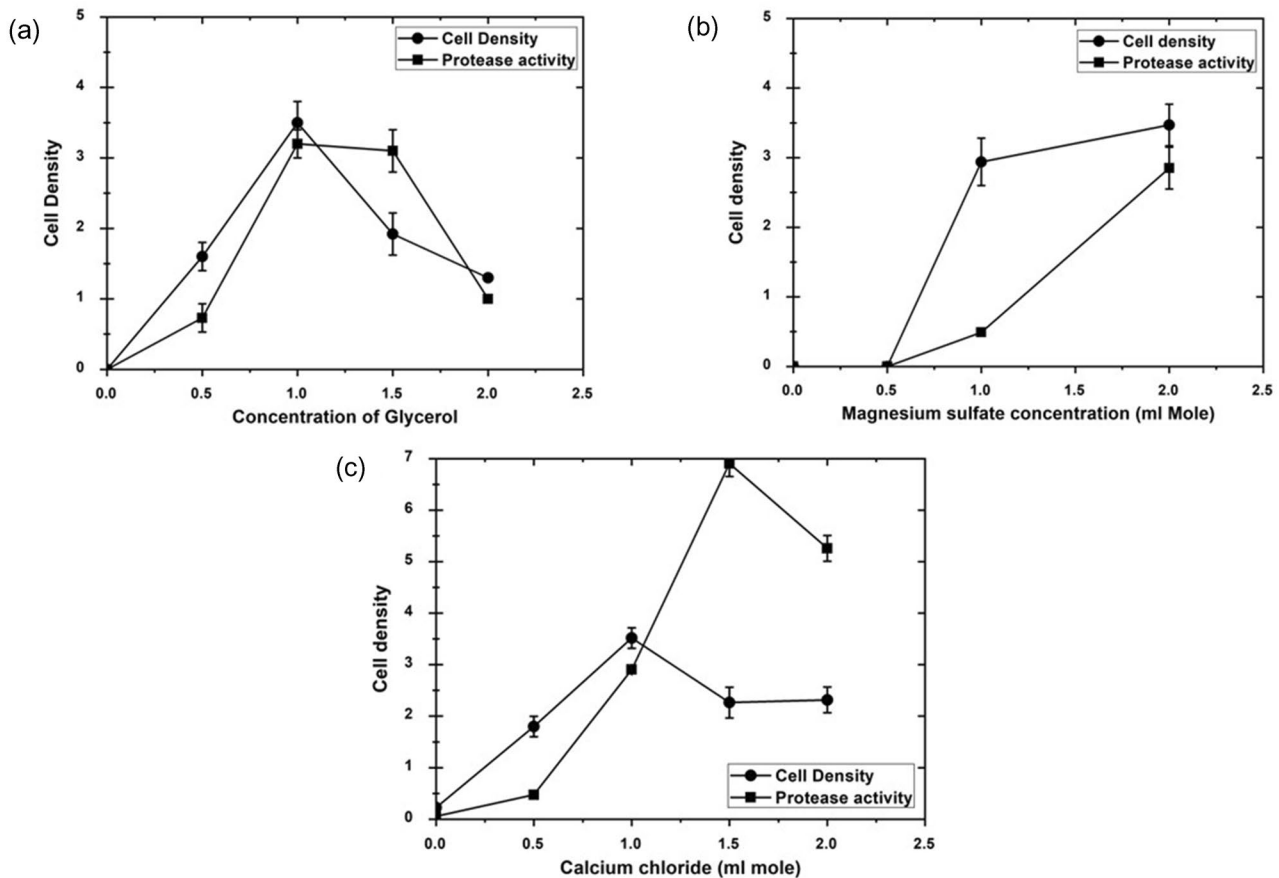 (a)
5
4
3
2
1
0
Cell Density
Cell Density
Protease activity
0.0 0.5 1.0 1.5 2.0 2.5
Concentration of Glycerol
(b)
5
4
3
2
1
0
Cell density
Cell density
Protease activity
0.0 0.5 1.0 1.5 2.0 2.5
Magnesium sulfate concentration (ml Mole)
(c)
7
6
5
4
3
2
1
0
Cell density
Cell Density
Protease activity
0.0 0.5 1.0 1.5 2.0 2.5
Calcium chloride (ml mole)